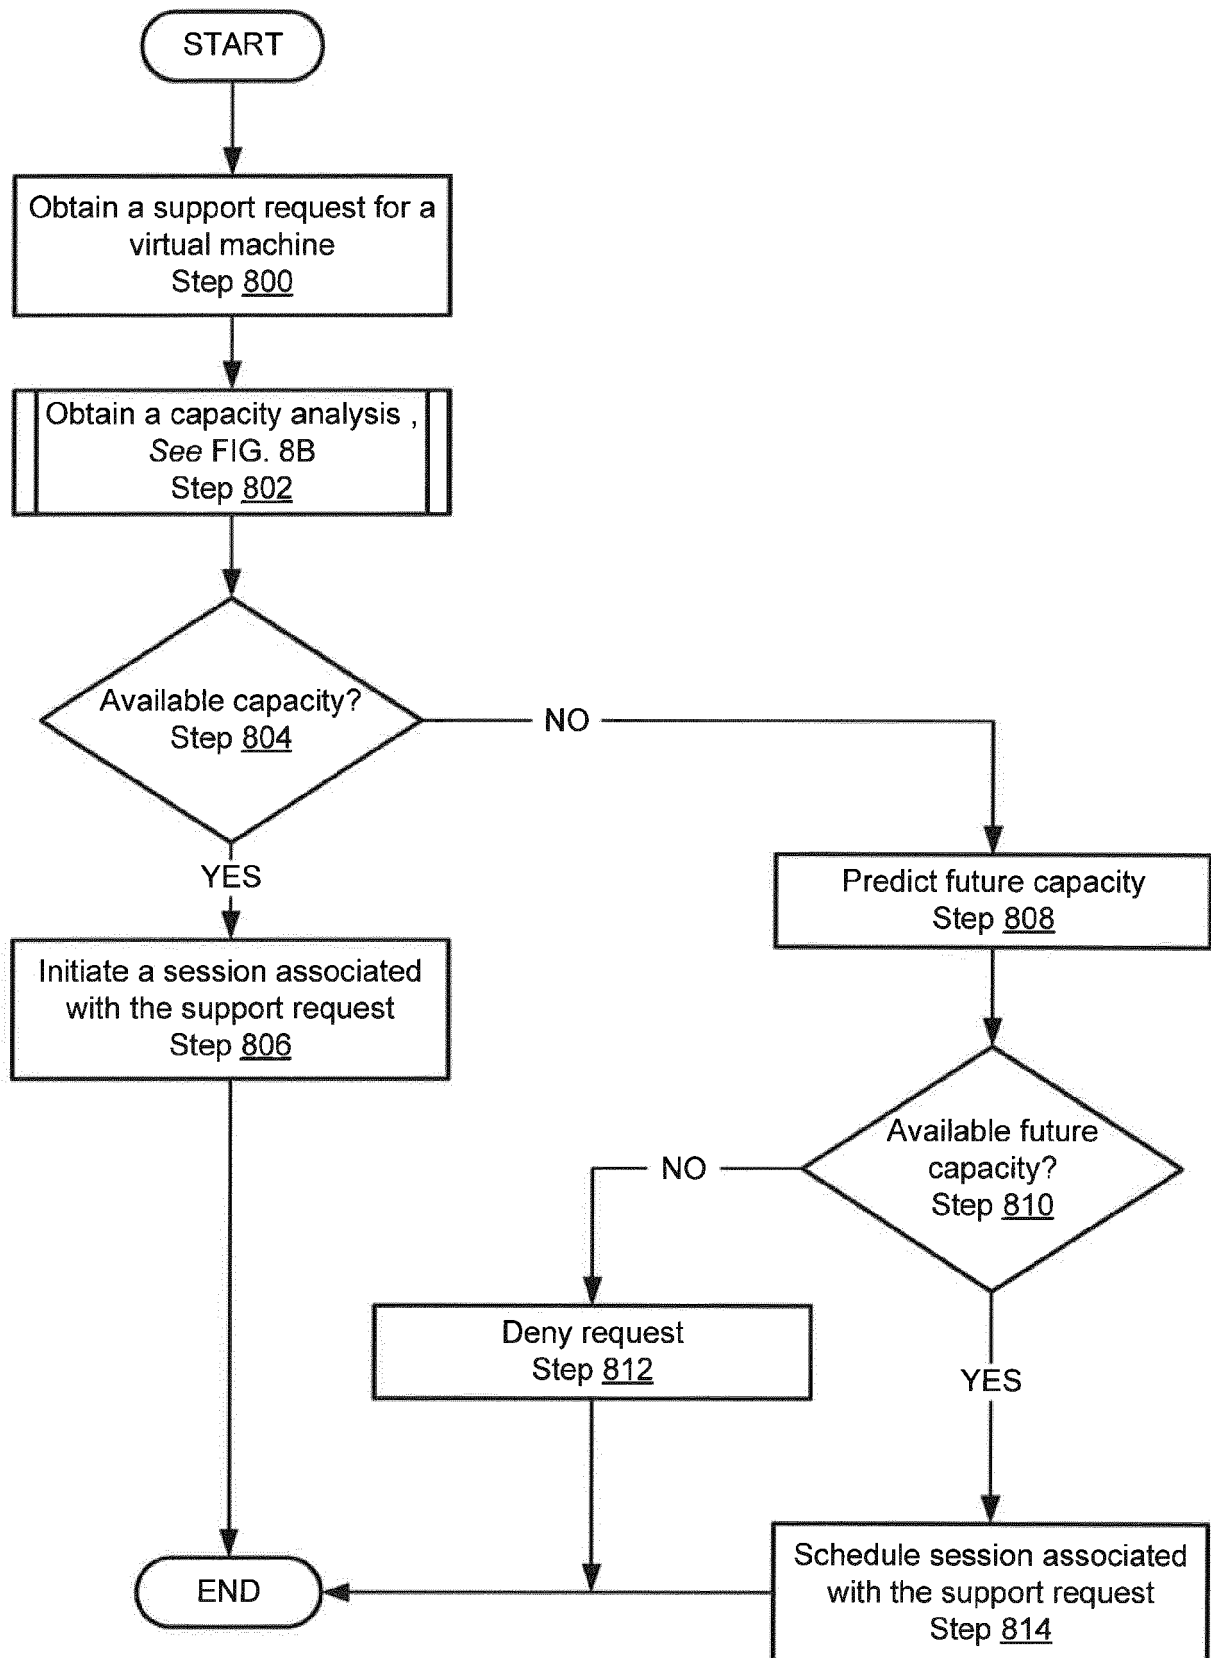 START
Obtain a support request for a
virtual machine
Step 800
Obtain a capacity analysis ,
See FIG. 8B
Step 802
Available capacity?
Step 804
NO
YES
Predict future capacity
Step 808
Initiate a session associated
with the support request
Step 806
Available future
capacity?
Step 810
NO
Deny request
Step 812
YES
Schedule session associated
with the support request
Step 814
END